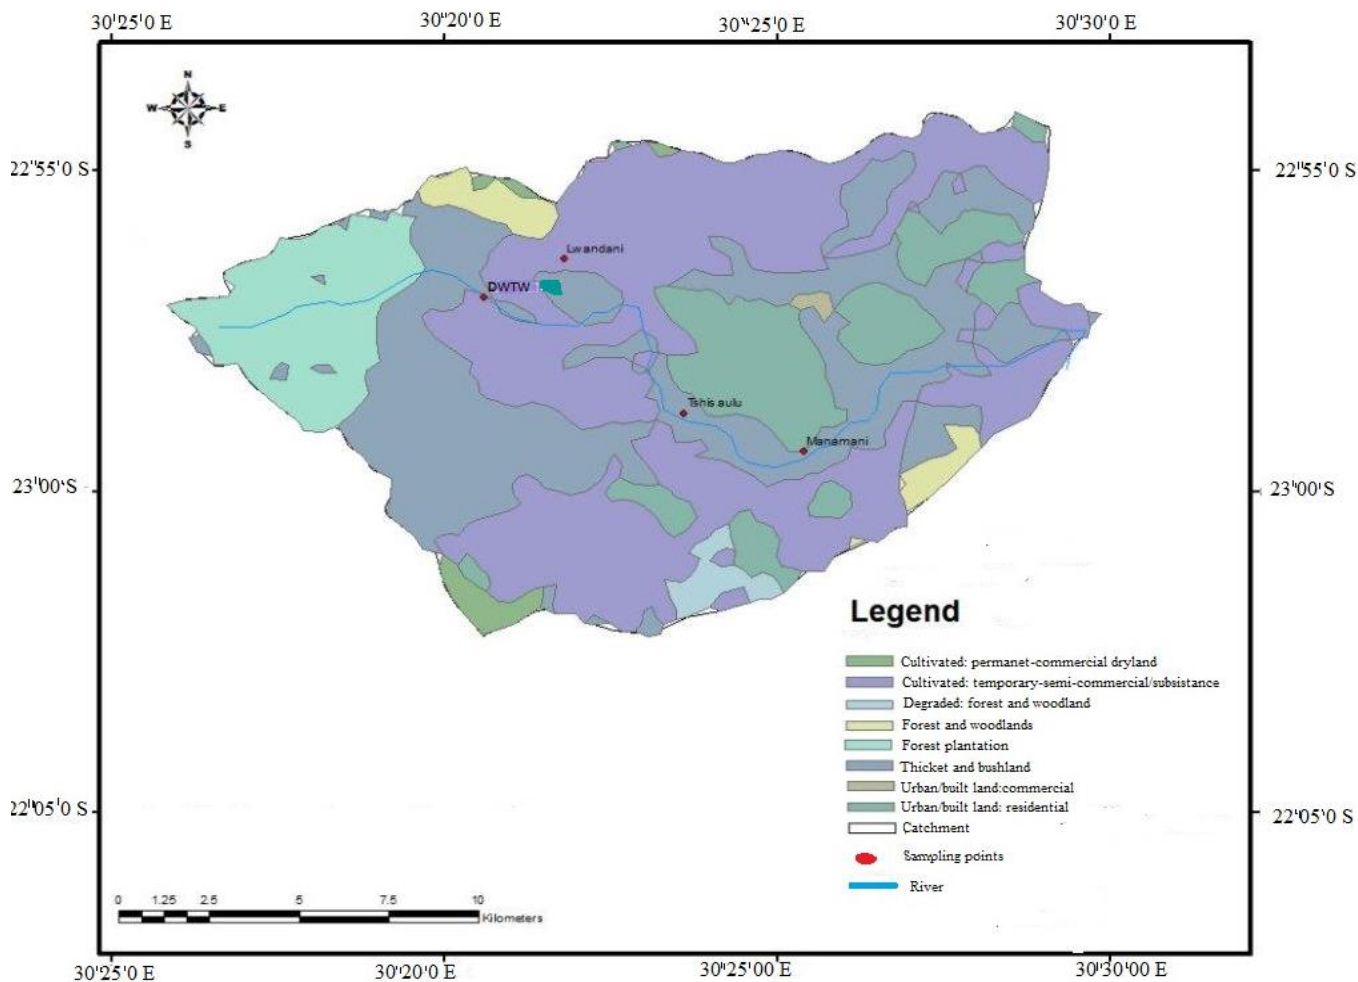 30"25'0 E 30"20'0 E 30"25'0 E 30"30'0 E
N
W E
S
22"55'0 S 22"55'0 S
Lwandani
DWTW
Tshisaulu
Manamani
23"00'S 23"00'S
Legend
Cultivated: permanet-commercial dryland
Cultivated: temporary-semi-commercial/subsistance
Degraded: forest and woodland
Forest and woodlands
Forest plantation
Thicket and bushland
Urban/built land:commercial
Urban/built land: residential
Catchment
Sampling points
River
22"05'0 S 22"05'0 S
0 1.25 2.5 5 7.5 10
Kilometers
30"25'0 E 30"20'0 E 30"25'00 E 30"30'00 E